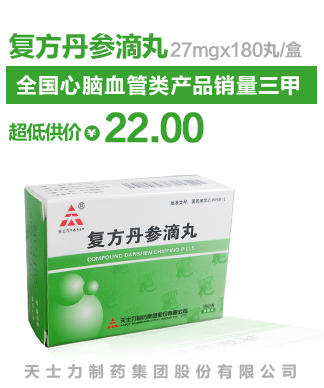 复方丹参滴丸 27mgx180丸/盒
全国心脑血管类产品销量三甲
超低供价 ¥ 22.00
®
天士力
复方丹参滴丸
COMPOUND DANSHEN DRIPPING PILLS
天士力制药集团股份有限公司
天士力制药集团股份有限公司